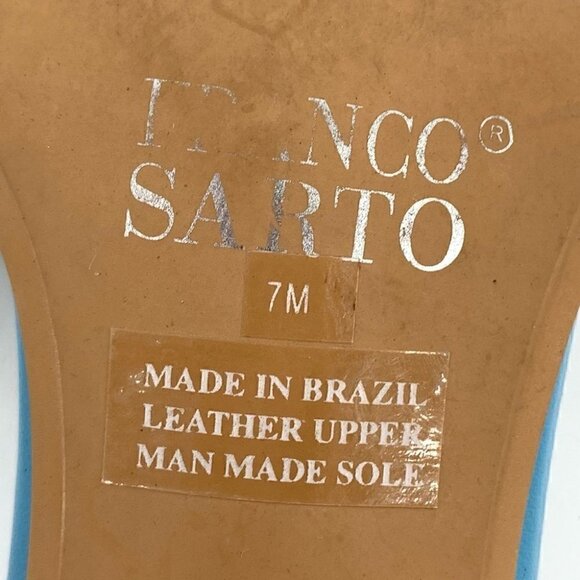 FRANCO®
SARTO
7M
MADE IN BRAZIL
LEATHER UPPER
MAN MADE SOLE